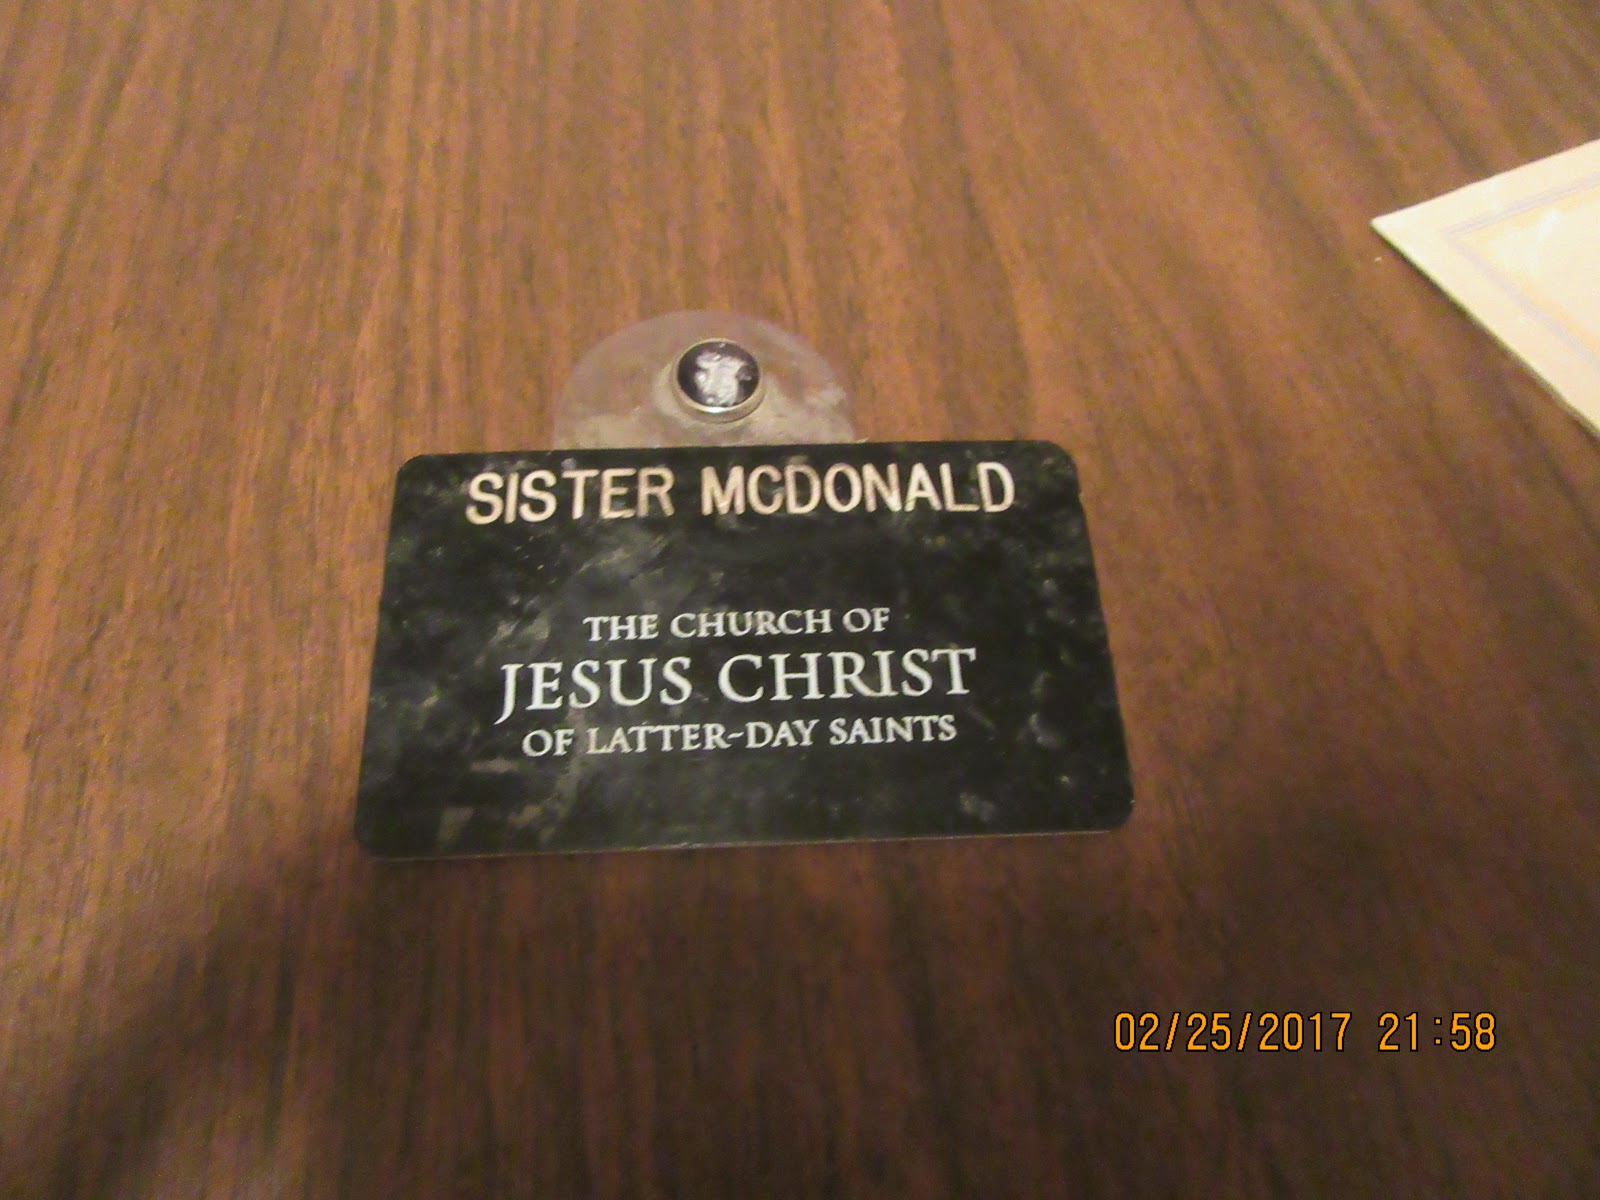 SISTER MCDONALD
THE CHURCH OF
JESUS CHRIST
OF LATTER-DAY SAINTS
02/25/2017 21:58